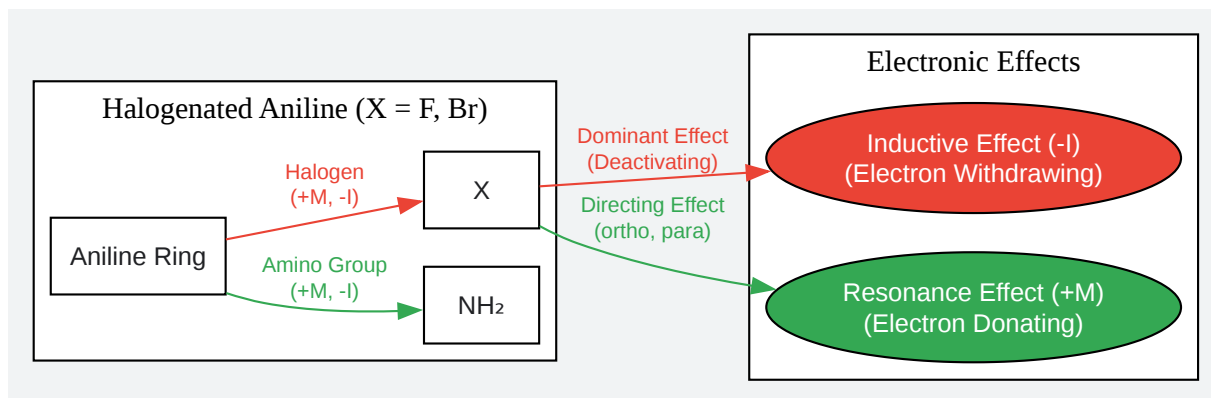 Halogenated Aniline (X = F, Br)
Aniline Ring
Halogen
(+M, -I)
X
Amino Group
(+M, -I)
NH₂
Dominant Effect
(Deactivating)
Directing Effect
(ortho, para)
Electronic Effects
Inductive Effect (-I)
(Electron Withdrawing)
Resonance Effect (+M)
(Electron Donating)